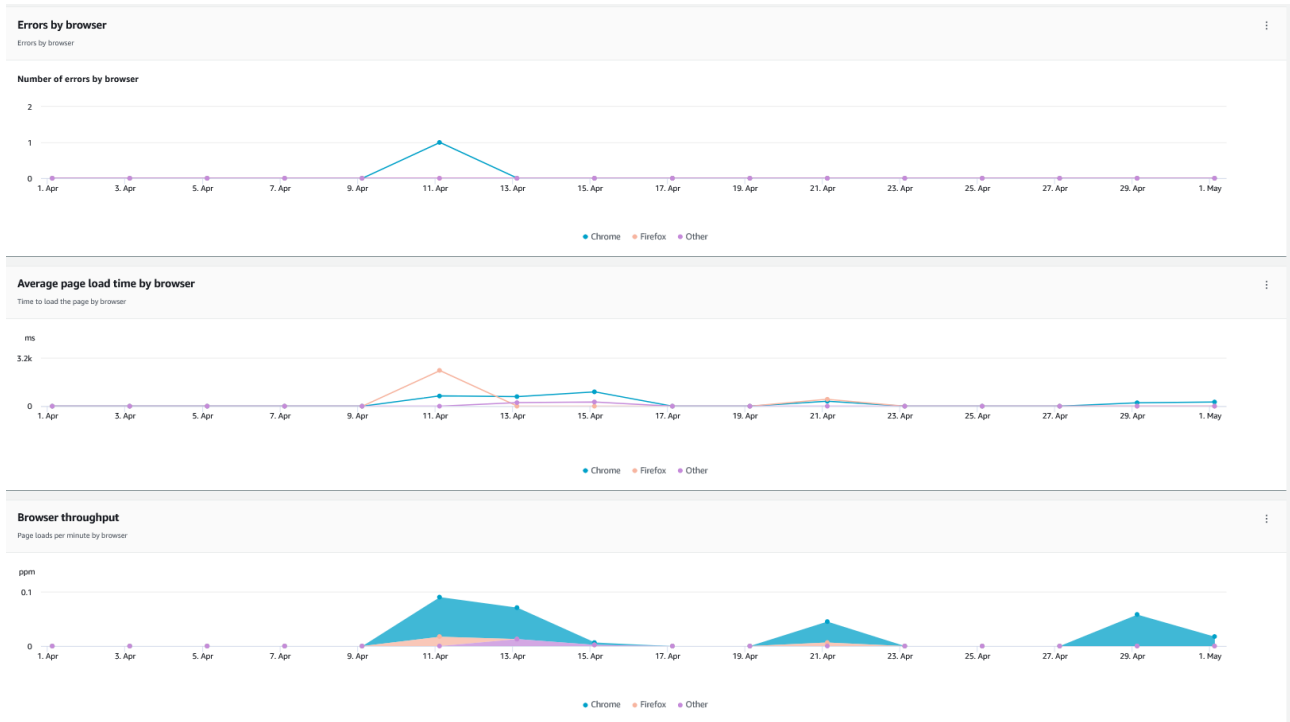 Errors by browser
Errors by browser
Number of errors by browser
2
1
0
1. Apr 3. Apr 5. Apr 7. Apr 9. Apr 11. Apr 13. Apr 15. Apr 17. Apr 19. Apr 21. Apr 23. Apr 25. Apr 27. Apr 29. Apr 1. May
Chrome Firefox Other
Average page load time by browser
Time to load the page by browser
ms
3.2k
0
1. Apr 3. Apr 5. Apr 7. Apr 9. Apr 11. Apr 13. Apr 15. Apr 17. Apr 19. Apr 21. Apr 23. Apr 25. Apr 27. Apr 29. Apr 1. May
Chrome Firefox Other
Browser throughput
Page loads per minute by browser
ppm
0.1
0
1. Apr 3. Apr 5. Apr 7. Apr 9. Apr 11. Apr 13. Apr 15. Apr 17. Apr 19. Apr 21. Apr 23. Apr 25. Apr 27. Apr 29. Apr 1. May
Chrome Firefox Other